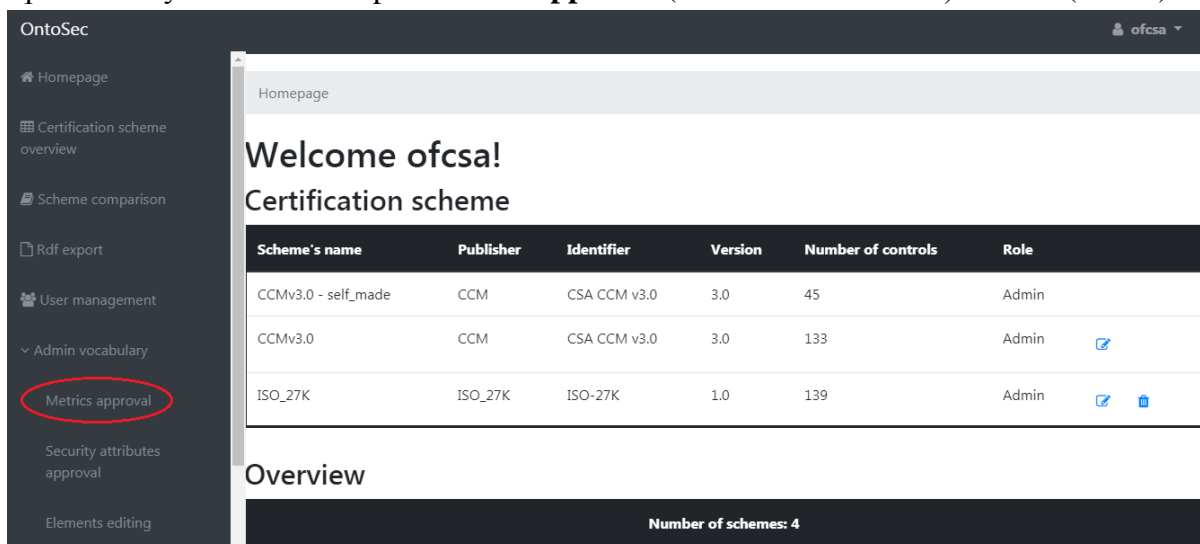 OntoSec
ofcsa
Homepage
Certification scheme
overview
Scheme comparison
Rdf export
User management
Admin vocabulary
Metrics approval
Security attributes
approval
Elements editing
Homepage
Welcome ofcsa!
Certification scheme
Scheme's name Publisher Identifier Version Number of controls Role
CCMv3.0 - self_made CCM CSA CCM v3.0 3.0 45 Admin
CCMv3.0 CCM CSA CCM v3.0 3.0 133 Admin
ISO_27K ISO_27K ISO-27K 1.0 139 Admin
Overview
Number of schemes: 4